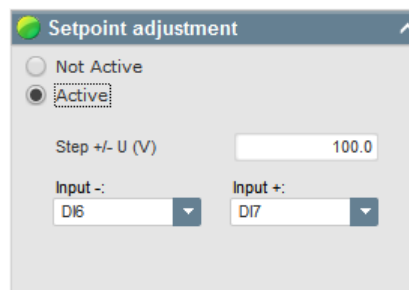 Setpoint adjustment
Not Active
Active
Step +/- U (V) 100.0
Input -: Input +:
DI6 DI7